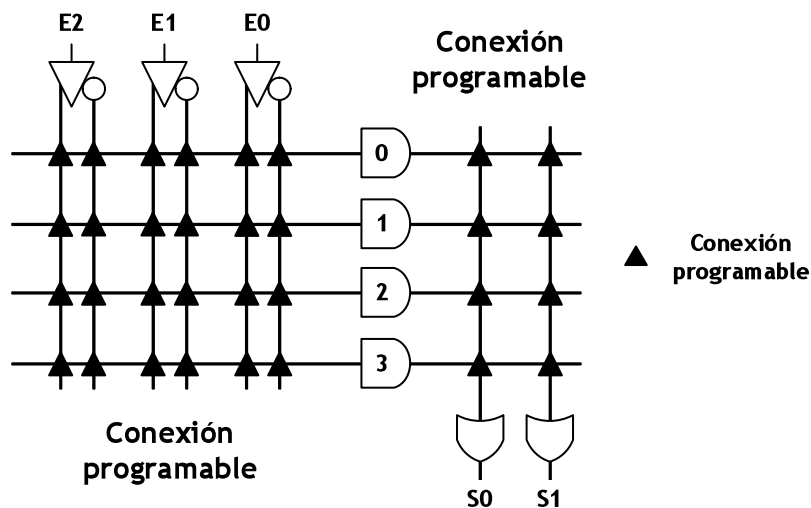 E2 E1 E0
Conexión
programable
0
1
2
3
Conexión
programable
Conexión
programable
S0 S1